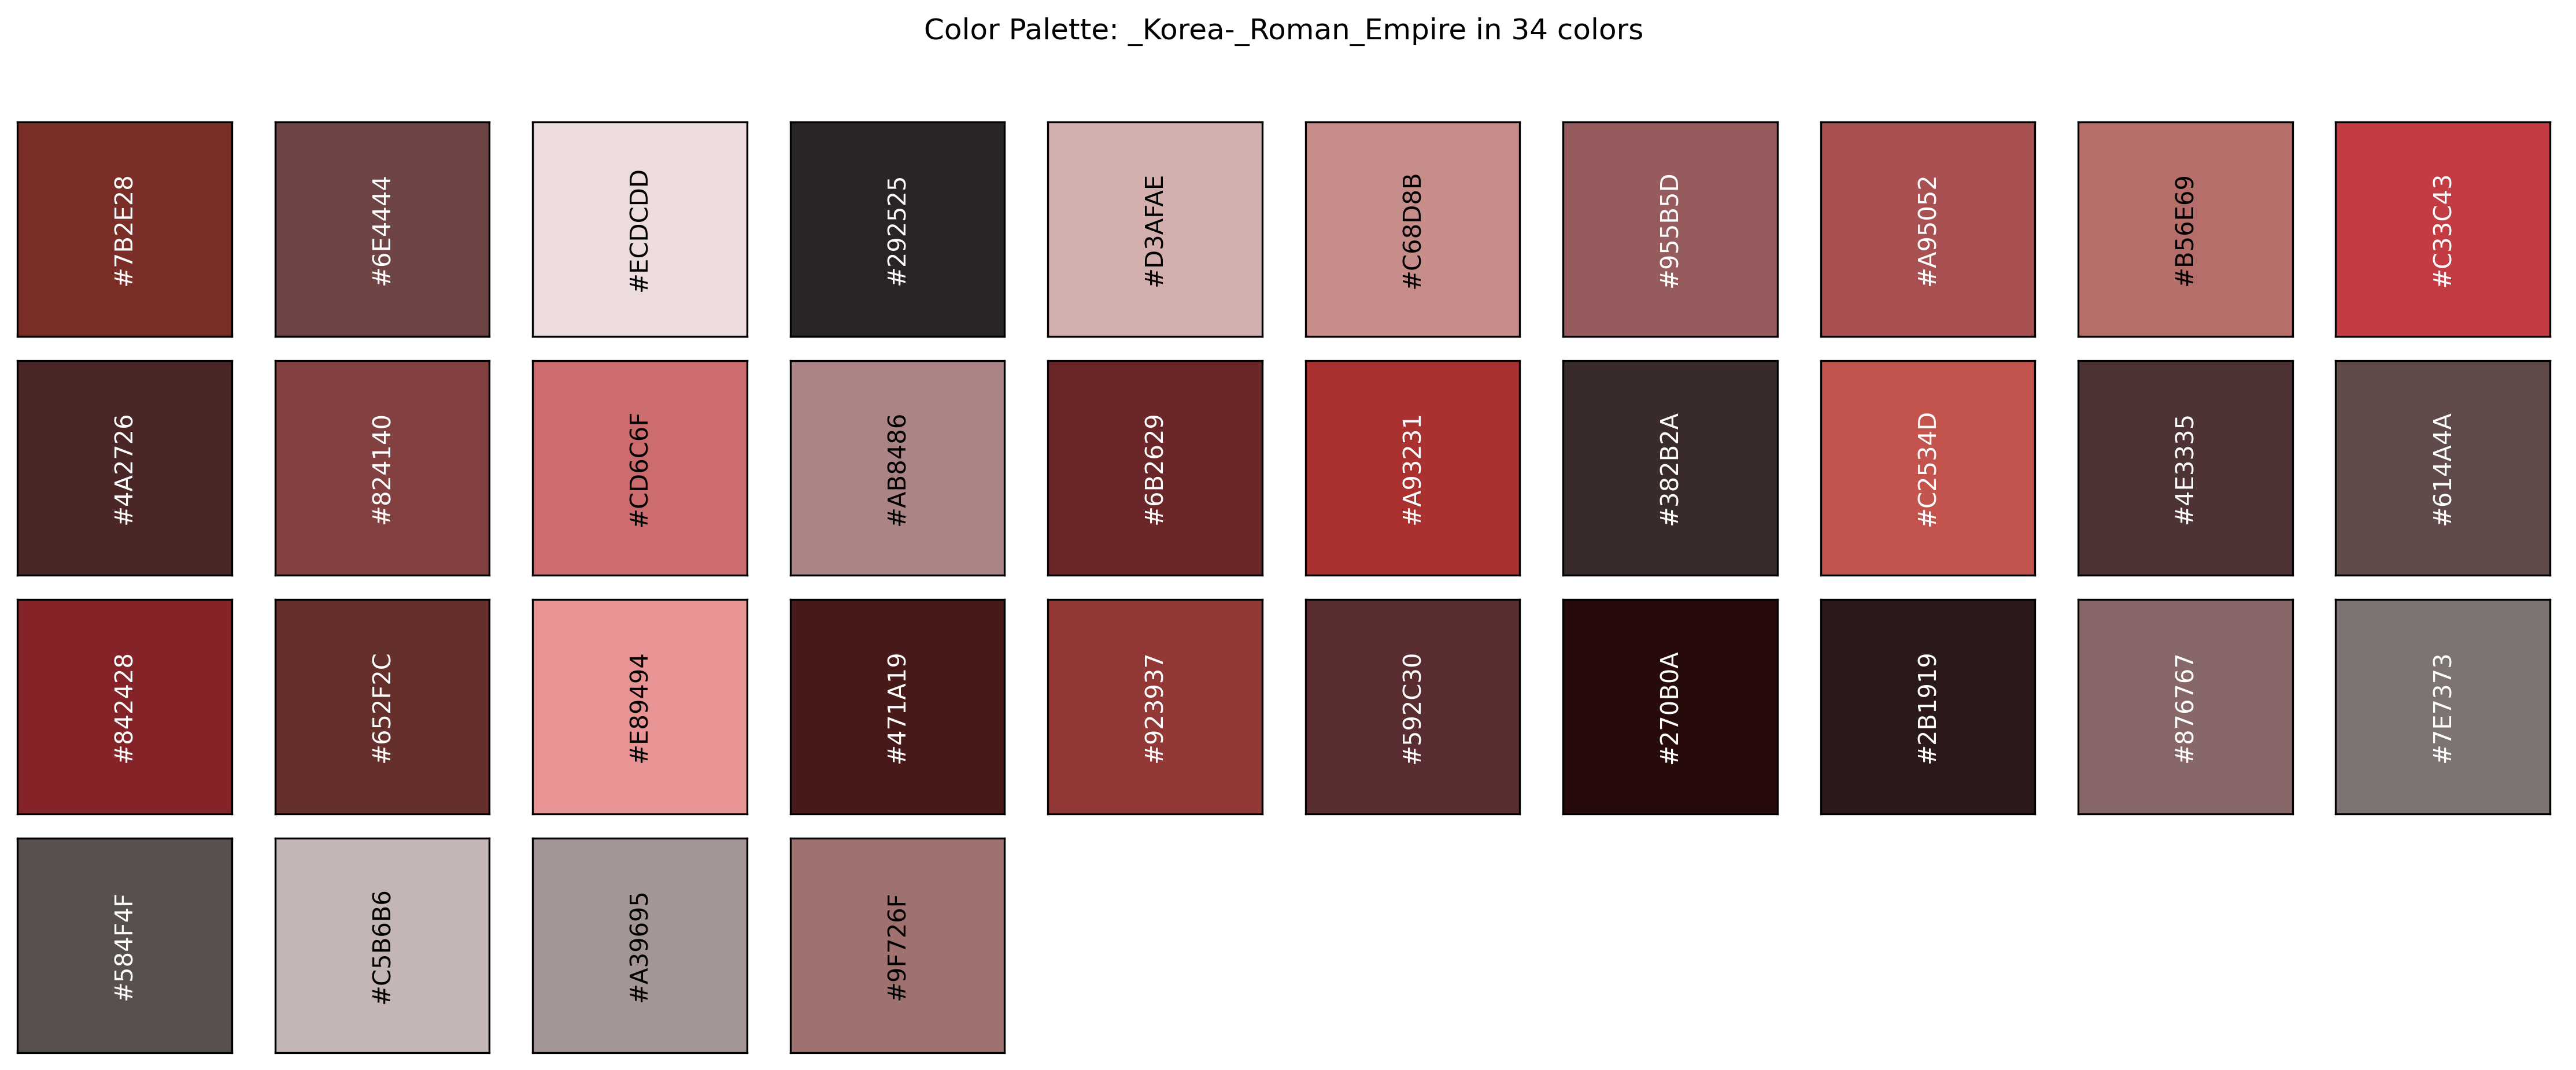 Color Palette: _Korea-_Roman_Empire in 34 colors
#7B2E28
#6E4444
#ECDCDD
#292525
#D3AFAE
#C68D8B
#955B5D
#A95052
#B56E69
#C33C43
#4A2726
#824140
#CD6C6F
#AB8486
#6B2629
#A93231
#382B2A
#C2534D
#4E3335
#614A4A
#842428
#652F2C
#E89494
#471A19
#923937
#592C30
#270B0A
#2B1919
#876767
#7E7373
#584F4F
#C5B6B6
#A39695
#9F726F